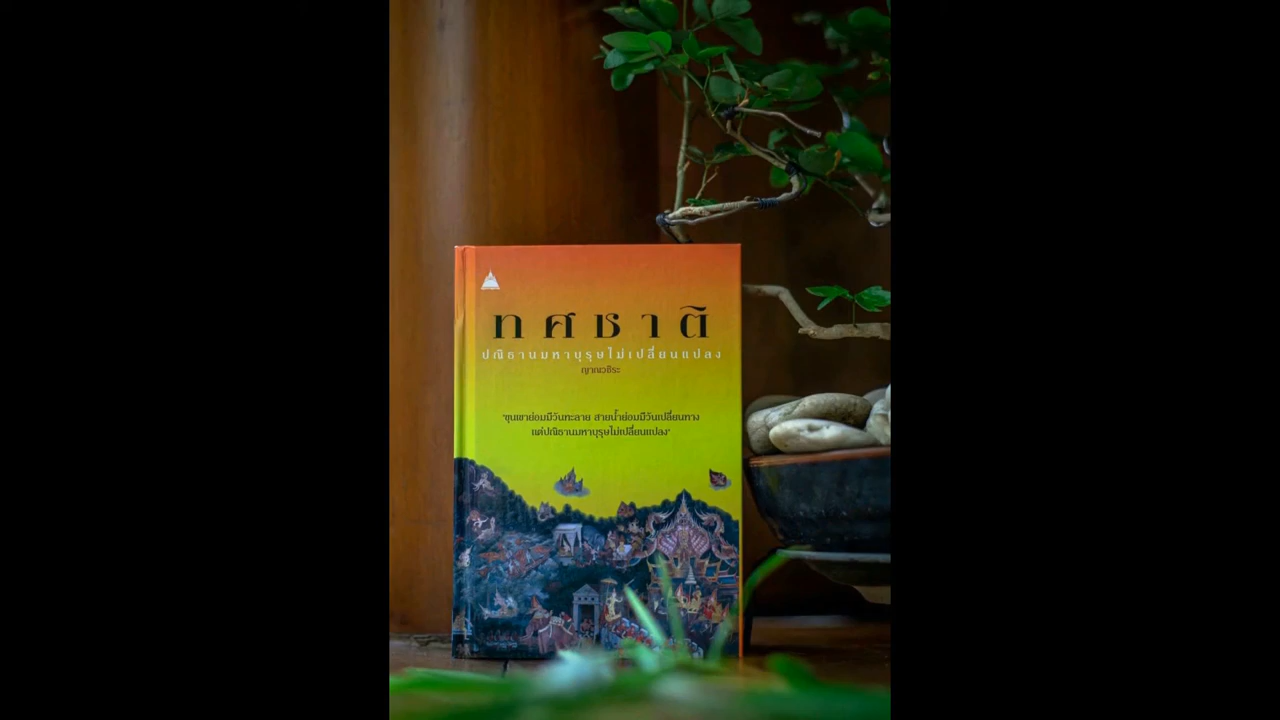 ทศชาติ
ปณิธานมหาบุรุษไม่เปลี่ยนแปลง
ญาณวชิระ
"ขุนเขาย่อมมีวันทะลาย สายน้ำย่อมมีวันเปลี่ยนทาง
แต่ปณิธานมหาบุรุษไม่เปลี่ยนแปลง"